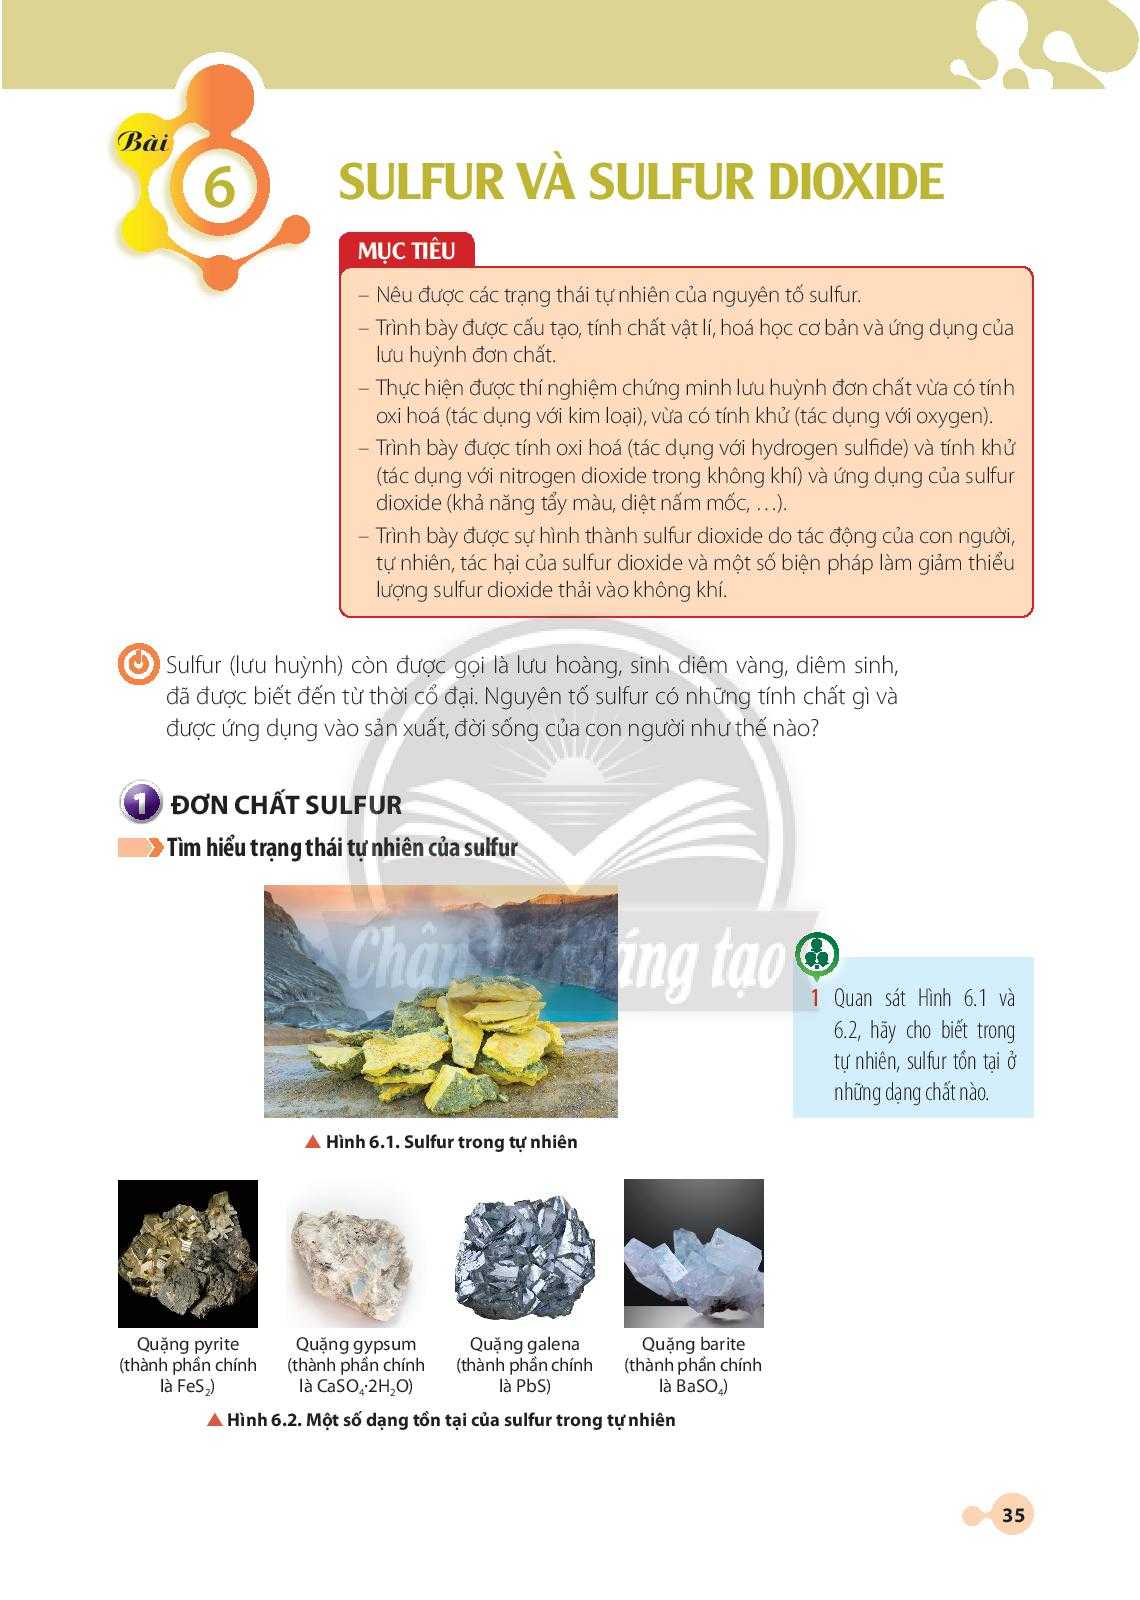 Bài
6
SULFUR VÀ SULFUR DIOXIDE
MỤC TIÊU
– Nêu được các trạng thái tự nhiên của nguyên tố sulfur.
– Trình bày được cấu tạo, tính chất vật lí, hoá học cơ bản và ứng dụng của
lưu huỳnh đơn chất.
– Thực hiện được thí nghiệm chứng minh lưu huỳnh đơn chất vừa có tính
oxi hoá (tác dụng với kim loại), vừa có tính khử (tác dụng với oxygen).
– Trình bày được tính oxi hoá (tác dụng với hydrogen sulfide) và tính khử
(tác dụng với nitrogen dioxide trong không khí) và ứng dụng của sulfur
dioxide (khả năng tẩy màu, diệt nấm mốc, …).
– Trình bày được sự hình thành sulfur dioxide do tác động của con người,
tự nhiên, tác hại của sulfur dioxide và một số biện pháp làm giảm thiểu
lượng sulfur dioxide thải vào không khí.
Sulfur (lưu huỳnh) còn được gọi là lưu hoàng, sinh diêm vàng, diêm sinh,
đã được biết đến từ thời cổ đại. Nguyên tố sulfur có những tính chất gì và
được ứng dụng vào sản xuất, đời sống của con người như thế nào?
1 ĐƠN CHẤT SULFUR
Tìm hiểu trạng thái tự nhiên của sulfur
Chân áng tạo
▲ Hình 6.1. Sulfur trong tự nhiên
1 Quan sát Hình 6.1 và
6.2, hãy cho biết trong
tự nhiên, sulfur tồn tại ở
những dạng chất nào.
Quặng pyrite
(thành phần chính
là FeS₂)
Quặng gypsum
(thành phần chính
là CaSO₄·2H₂O)
Quặng galena
(thành phần chính
là PbS)
Quặng barite
(thành phần chính
là BaSO₄)
▲ Hình 6.2. Một số dạng tồn tại của sulfur trong tự nhiên
35